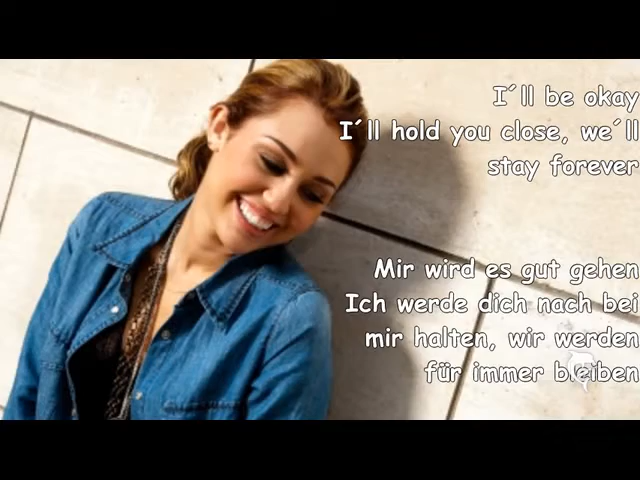 I´ll be okay
I´ll hold you close, we´ll
stay forever
Mir wird es gut gehen
Ich werde dich nach bei
mir halten, wir werden
für immer bleiben